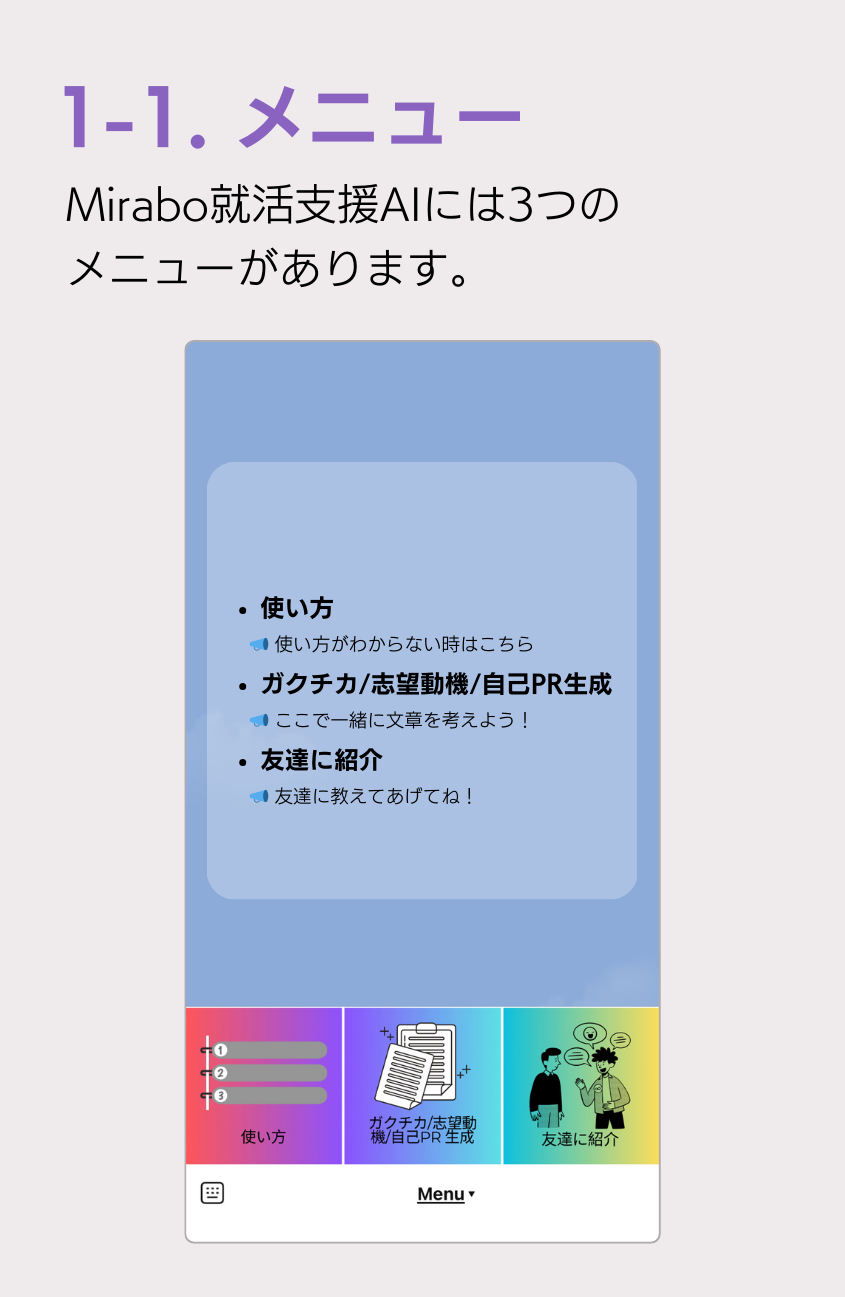 1-1. メニュー
Mirabo就活支援AIには3つの
メニューがあります。
• 使い方
使い方がわからない時はこちら
• ガクチカ/志望動機/自己PR生成
ここで一緒に文章を考えよう！
• 友達に紹介
友達に教えてあげてね！
1
2
3
使い方
ガクチカ/志望動
機/自己PR 生成
友達に紹介
Menu ▾